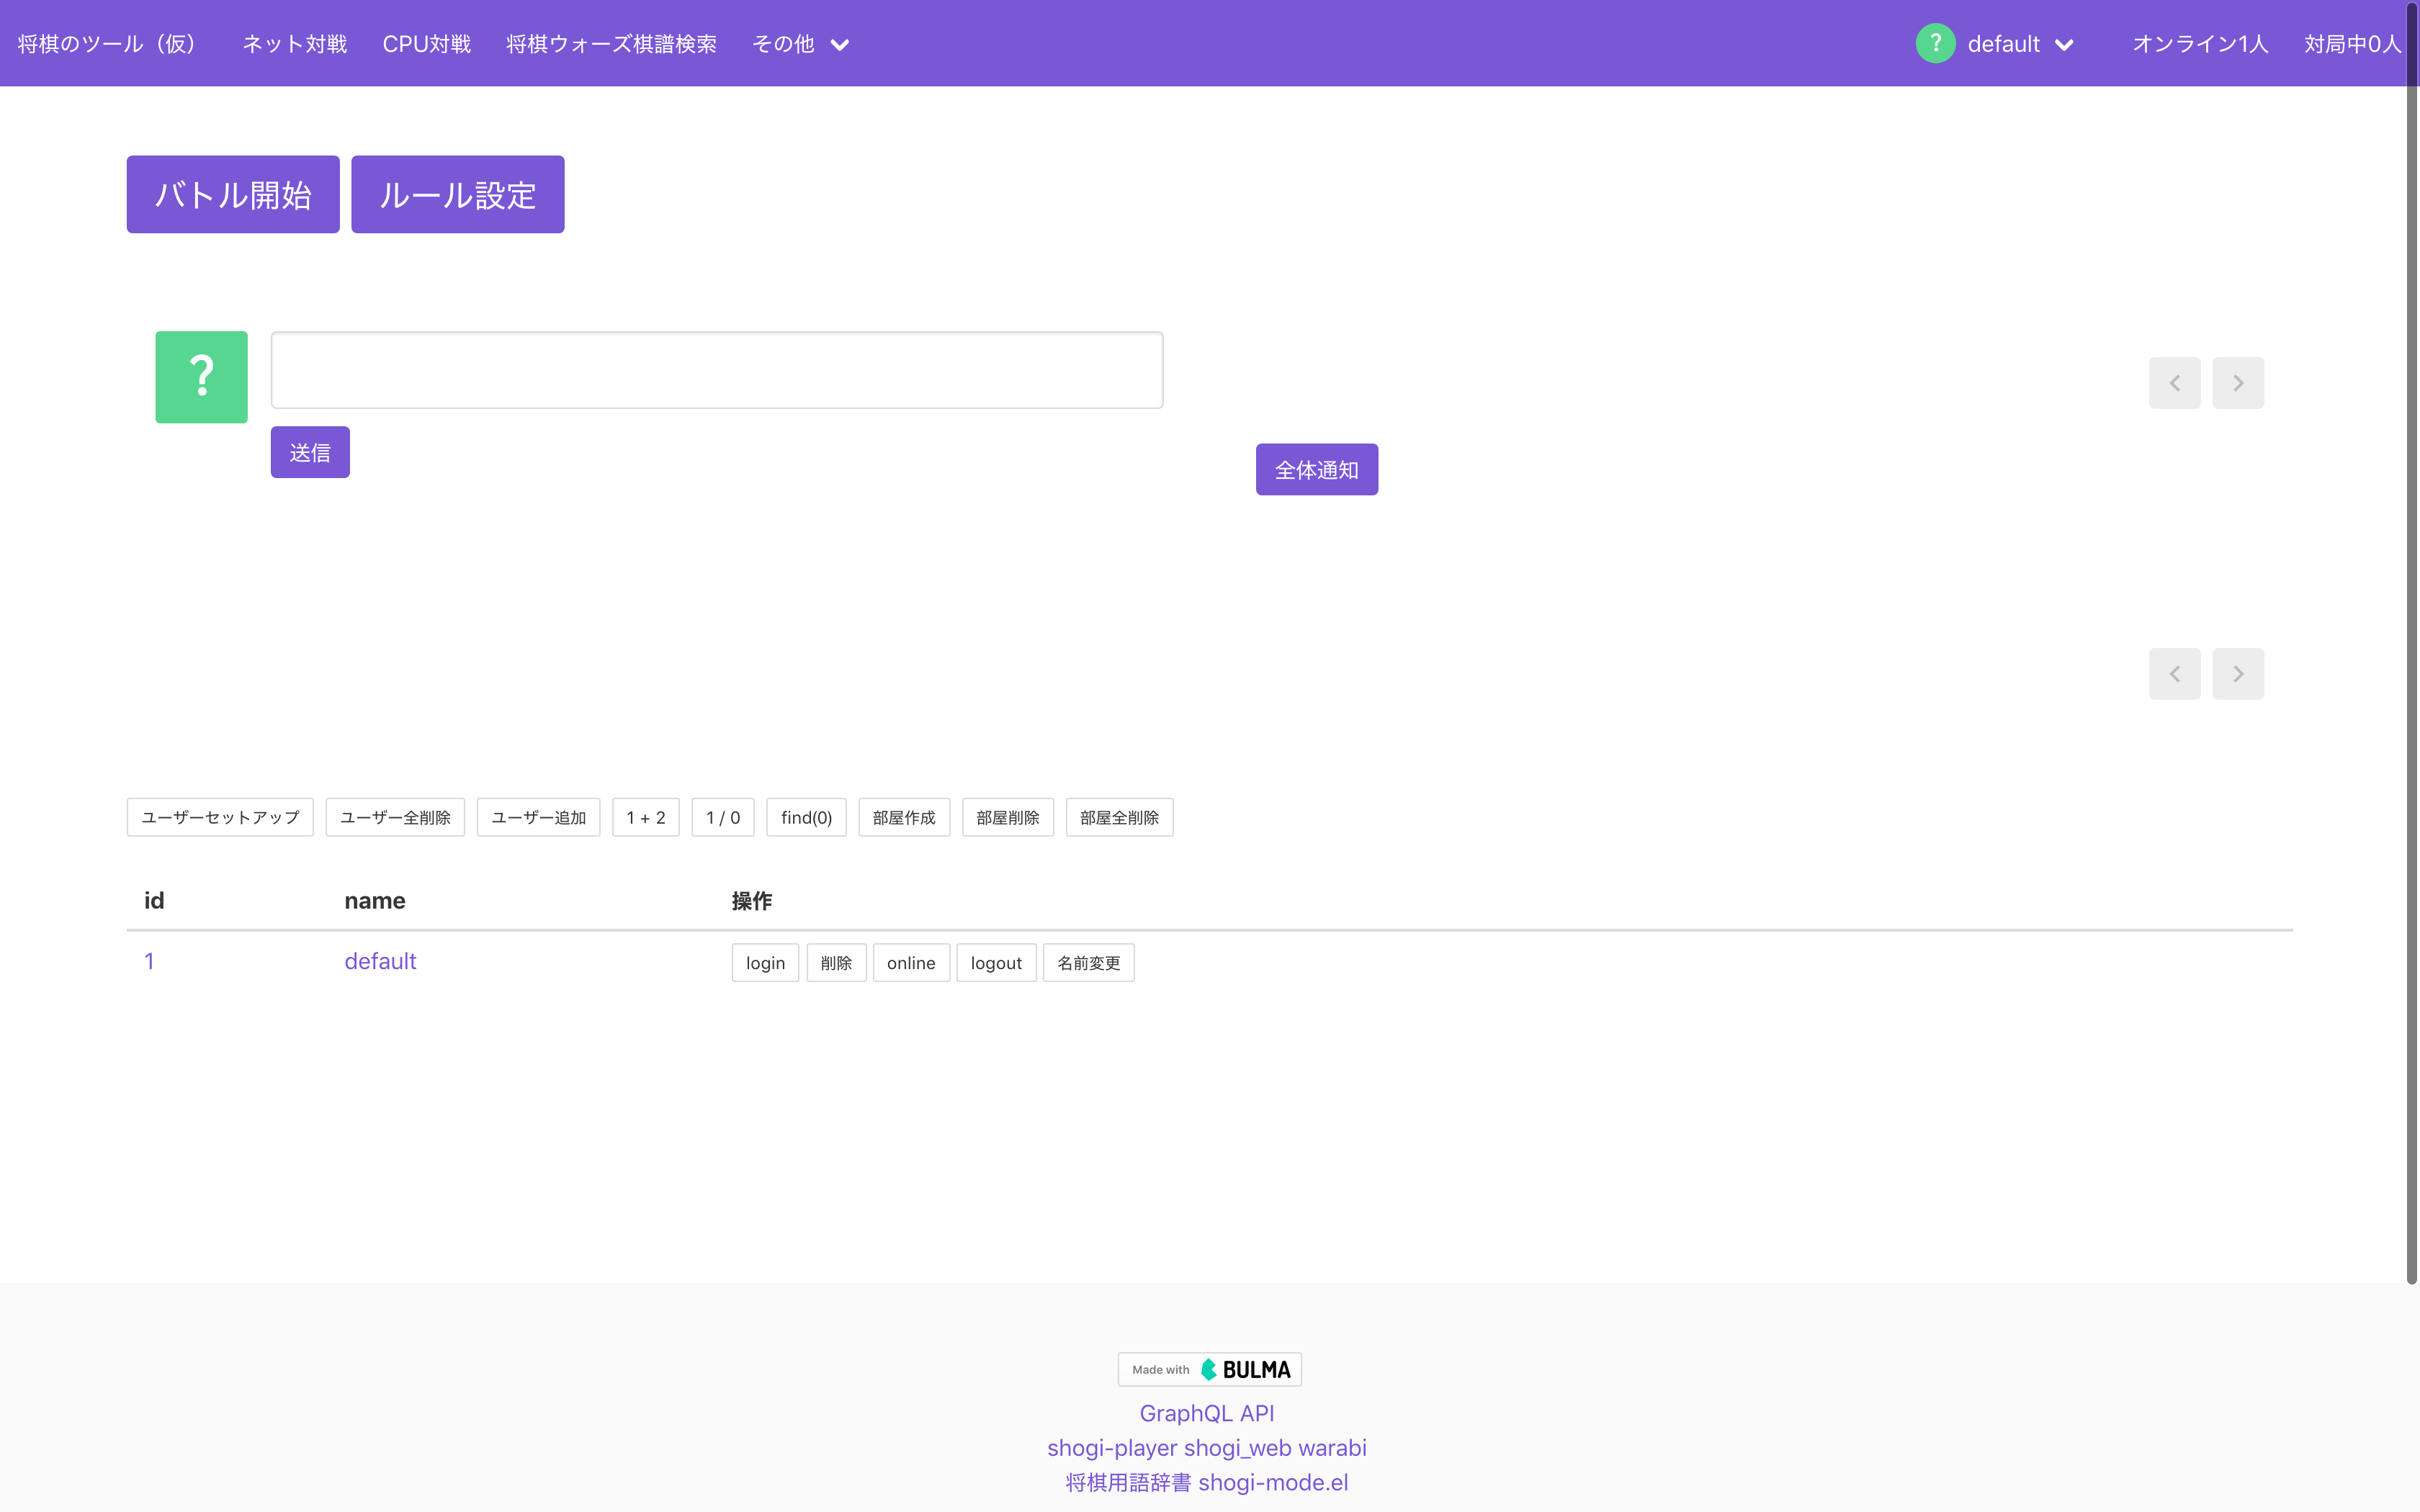 将棋のツール（仮） ネット対戦 CPU対戦 将棋ウォーズ棋譜検索 その他 ? default オンライン1人 対局中0人
バトル開始 ルール設定
?
送信
全体通知
ユーザーセットアップ ユーザー全削除 ユーザー追加 1 + 2 1 / 0 find(0) 部屋作成 部屋削除 部屋全削除
id name 操作
1 default login 削除 online logout 名前変更
Made with BULMA
GraphQL API
shogi-player shogi_web warabi
将棋用語辞書 shogi-mode.el